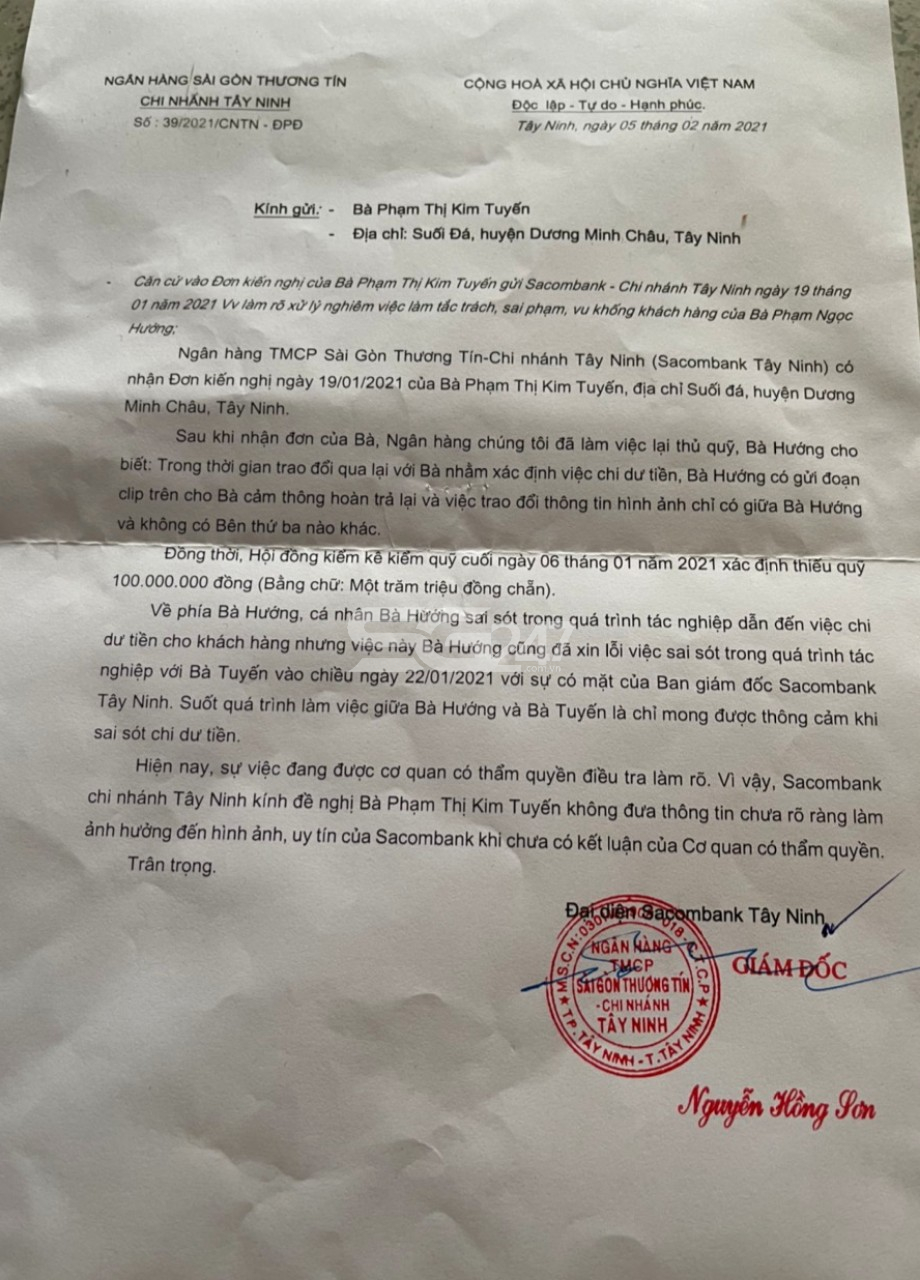 NGÂN HÀNG SÀI GÒN THƯƠNG TÍN
CHI NHÁNH TÂY NINH
Số : 39/2021/CNTN - ĐPĐ
CỘNG HOÀ XÃ HỘI CHỦ NGHĨA VIỆT NAM
Độc lập - Tự do - Hạnh phúc.
Tây Ninh, ngày 05 tháng 02 năm 2021
Kính gửi: - Bà Phạm Thị Kim Tuyến
- Địa chỉ: Suối Đá, huyện Dương Minh Châu, Tây Ninh
- Căn cứ vào Đơn kiến nghị của Bà Phạm Thị Kim Tuyến gửi Sacombank - Chi nhánh Tây Ninh ngày 19 tháng
01 năm 2021 Vv làm rõ xử lý nghiêm việc làm tắc trách, sai phạm, vu khống khách hàng của Bà Phạm Ngọc
Hướng;
Ngân hàng TMCP Sài Gòn Thương Tín-Chi nhánh Tây Ninh (Sacombank Tây Ninh) có
nhận Đơn kiến nghị ngày 19/01/2021 của Bà Phạm Thị Kim Tuyến, địa chỉ Suối đá, huyện Dương
Minh Châu, Tây Ninh.
Sau khi nhận đơn của Bà, Ngân hàng chúng tôi đã làm việc lại thủ quỹ, Bà Hướng cho
biết: Trong thời gian trao đổi qua lại với Bà nhằm xác định việc chi dư tiền, Bà Hướng có gửi đoạn
clip trên cho Bà cảm thông hoàn trả lại và việc trao đổi thông tin hình ảnh chỉ có giữa Bà Hướng
và không có Bên thứ ba nào khác.
Đồng thời, Hội đồng kiểm kê kiểm quỹ cuối ngày 06 tháng 01 năm 2021 xác định thiếu quỹ
100.000.000 đồng (Bằng chữ: Một trăm triệu đồng chẵn).
Về phía Bà Hướng, cá nhân Bà Hướng sai sót trong quá trình tác nghiệp dẫn đến việc chi
dư tiền cho khách hàng nhưng việc này Bà Hướng cũng đã xin lỗi việc sai sót trong quá trình tác
nghiệp với Bà Tuyến vào chiều ngày 22/01/2021 với sự có mặt của Ban giám đốc Sacombank
Tây Ninh. Suốt quá trình làm việc giữa Bà Hướng và Bà Tuyến là chỉ mong được thông cảm khi
sai sót chi dư tiền.
Hiện nay, sự việc đang được cơ quan có thẩm quyền điều tra làm rõ. Vì vậy, Sacombank
chi nhánh Tây Ninh kính đề nghị Bà Phạm Thị Kim Tuyến không đưa thông tin chưa rõ ràng làm
ảnh hưởng đến hình ảnh, uy tín của Sacombank khi chưa có kết luận của Cơ quan có thẩm quyền.
Trân trọng.
Đại diện Sacombank Tây Ninh
GIÁM ĐỐC
NGÂN HÀNG
TMCP
SÀI GÒN THƯƠNG TÍN
-CHI NHÁNH
TÂY NINH
TP.TÂY NINH-T.TÂY NINH
Nguyễn Hồng Sơn